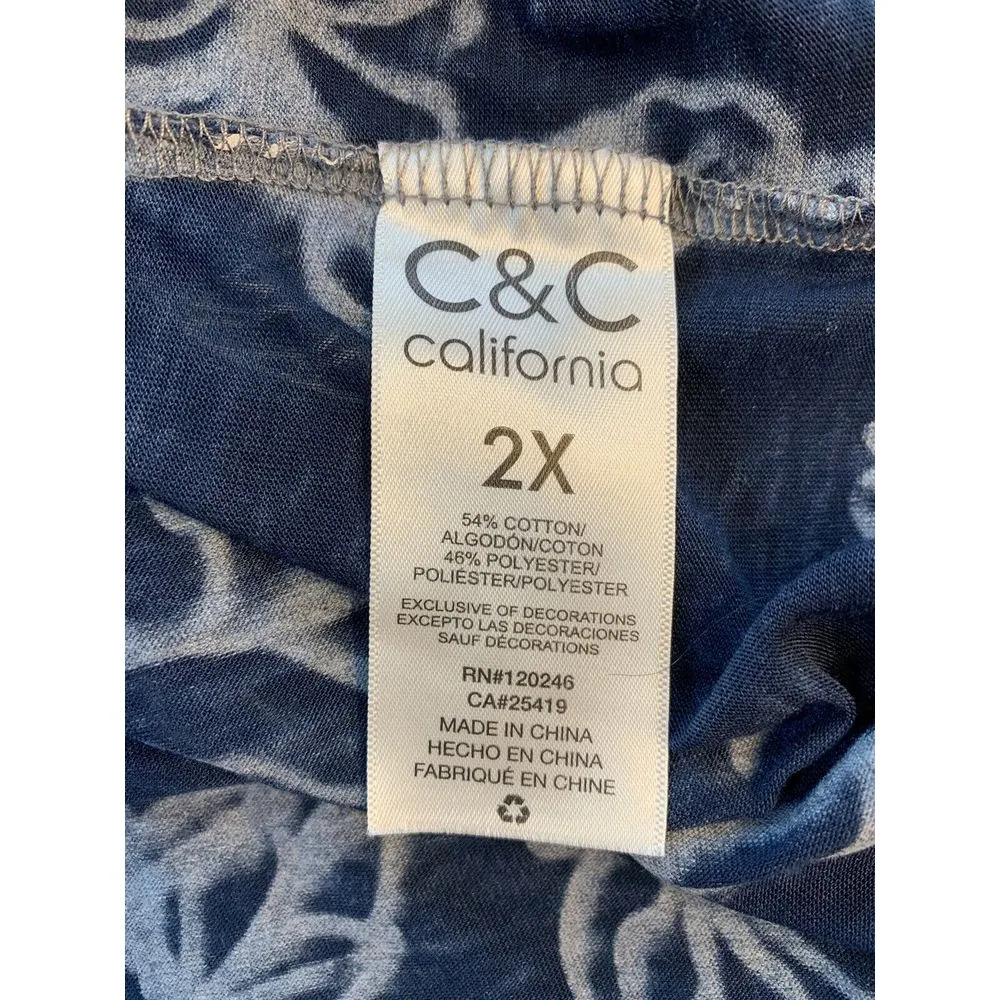 C&C
california
2X
54% COTTON/
ALGODÓN/COTON
46% POLYESTER/
POLIÉSTER/POLYESTER
EXCLUSIVE OF DECORATIONS
EXCEPTO LAS DECORACIONES
SAUF DÉCORATIONS
RN#120246
CA#25419
MADE IN CHINA
HECHO EN CHINA
FABRIQUÉ EN CHINE